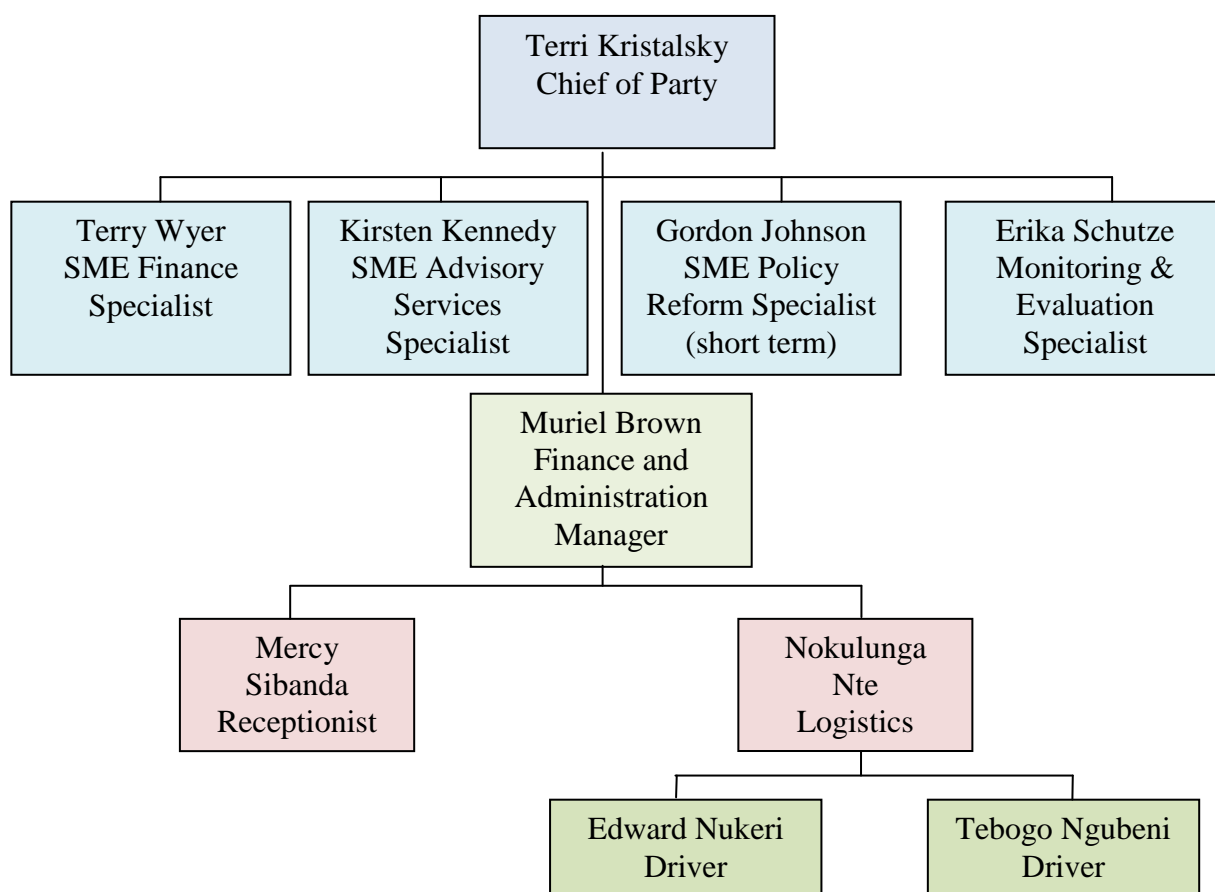 Terri Kristalsky
Chief of Party
Terry Wyer
SME Finance
Specialist
Kirsten Kennedy
SME Advisory
Services
Specialist
Gordon Johnson
SME Policy
Reform Specialist
(short term)
Erika Schutze
Monitoring &
Evaluation
Specialist
Muriel Brown
Finance and
Administration
Manager
Mercy
Sibanda
Receptionist
Nokulunga
Nte
Logistics
Edward Nukeri
Driver
Tebogo Ngubeni
Driver